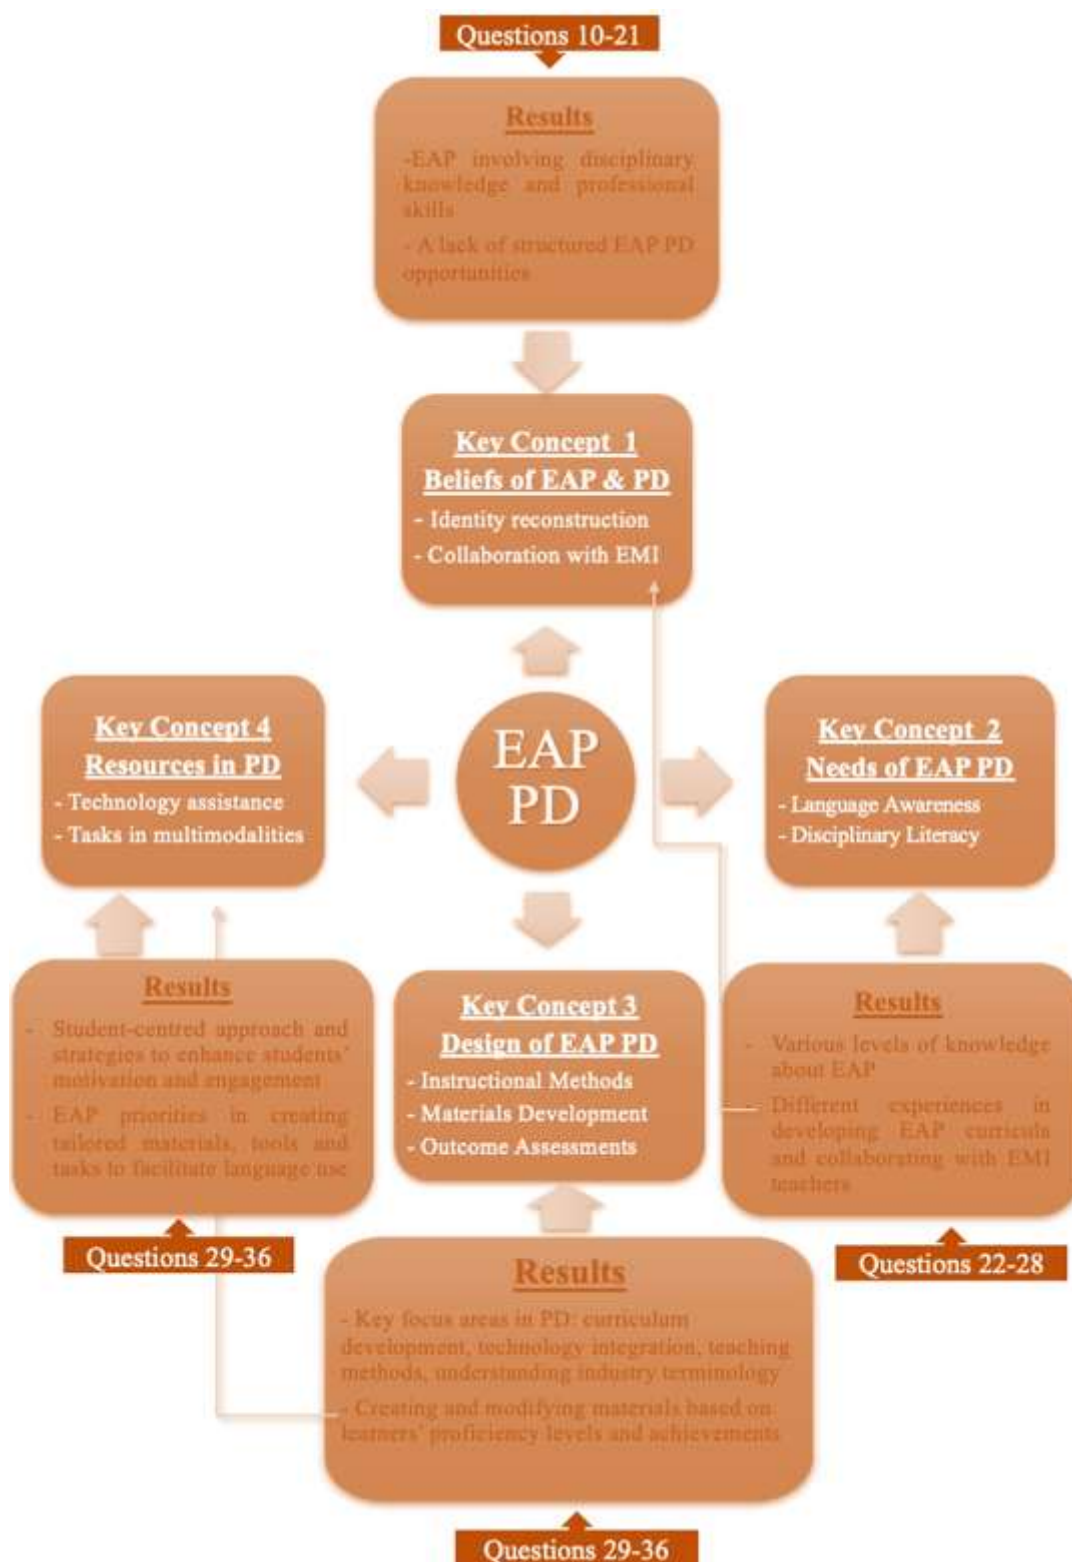 Questions 10-21
Results
-EAP involving disciplinary
knowledge and professional
skills
- A lack of structured EAP PD
opportunities
Key Concept 1
Beliefs of EAP & PD
- Identity reconstruction
- Collaboration with EMI
Key Concept 4
Resources in PD
- Technology assistance
- Tasks in multimodalities
EAP
PD
Key Concept 2
Needs of EAP PD
- Language Awareness
- Disciplinary Literacy
Results
- Student-centred approach and
strategies to enhance students'
motivation and engagement
- EAP priorities in creating
tailored materials, tools and
tasks to facilitate language use
Questions 29-36
Key Concept 3
Design of EAP PD
- Instructional Methods
- Materials Development
- Outcome Assessments
Results
- Various levels of knowledge
about EAP
- Different experiences in
developing EAP curricula
and collaborating with EMI
teachers
Questions 22-28
Results
- Key focus areas in PD: curriculum
development, technology integration, teaching
methods, understanding industry terminology
- Creating and modifying materials based on
learners' proficiency levels and achievements
Questions 29-36